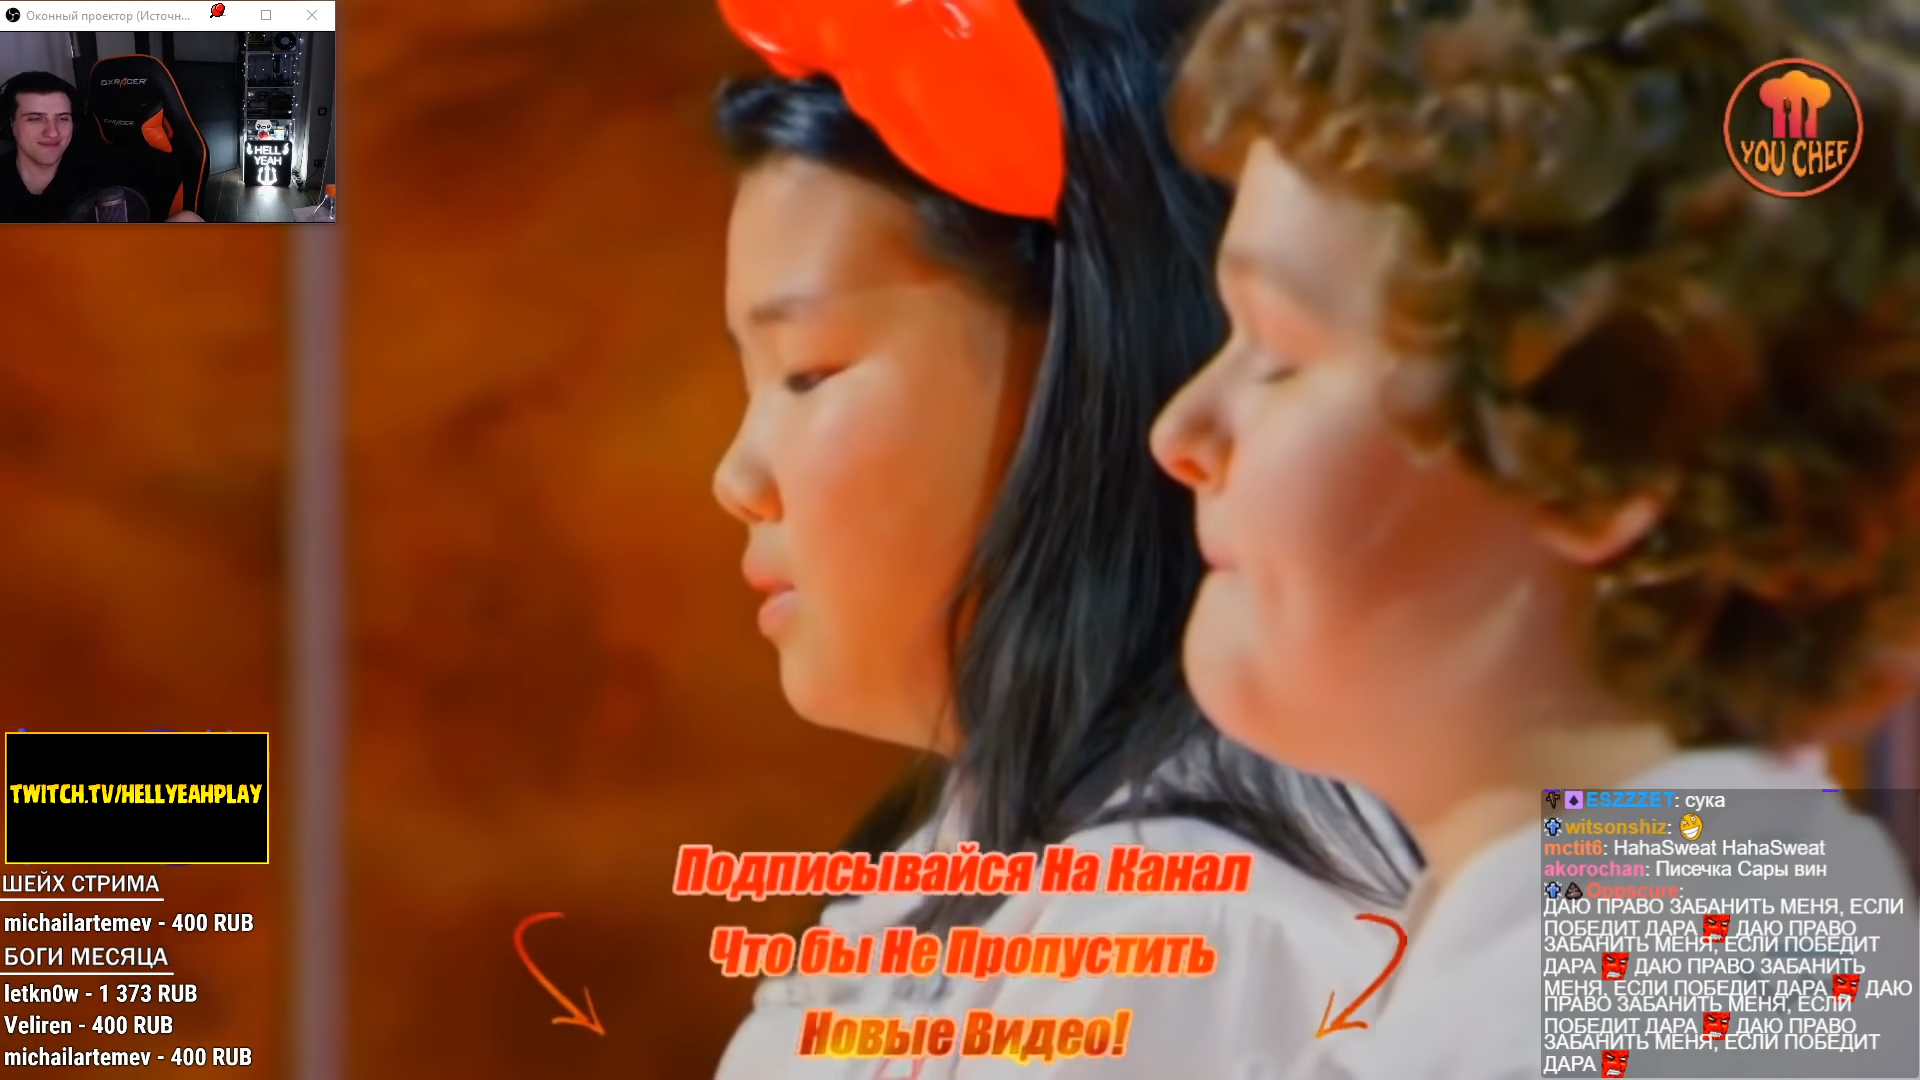 Оконный проектор (Источн...
DXRACER
HELL
YEAH
YOU CHEF
TWITCH.TV/HELLYEAHPLAY
ШЕЙХ СТРИМА
michailartemev - 400 RUB
БОГИ МЕСЯЦА
letkn0w - 1 373 RUB
Veliren - 400 RUB
michailartemev - 400 RUB
Подписывайся На Канал
Что бы Не Пропустить
Новые Видео!
ESZZZET: сука
witsonshiz:
mctit6: HahaSweat HahaSweat
akorochan: Писечка Сары вин
Oppscure:
ДАЮ ПРАВО ЗАБАНИТЬ МЕНЯ, ЕСЛИ
ПОБЕДИТ ДАРА ДАЮ ПРАВО
ЗАБАНИТЬ МЕНЯ, ЕСЛИ ПОБЕДИТ
ДАРА ДАЮ ПРАВО ЗАБАНИТЬ
МЕНЯ, ЕСЛИ ПОБЕДИТ ДАРА ДАЮ
ПРАВО ЗАБАНИТЬ МЕНЯ, ЕСЛИ
ПОБЕДИТ ДАРА ДАЮ ПРАВО
ЗАБАНИТЬ МЕНЯ, ЕСЛИ ПОБЕДИТ
ДАРА